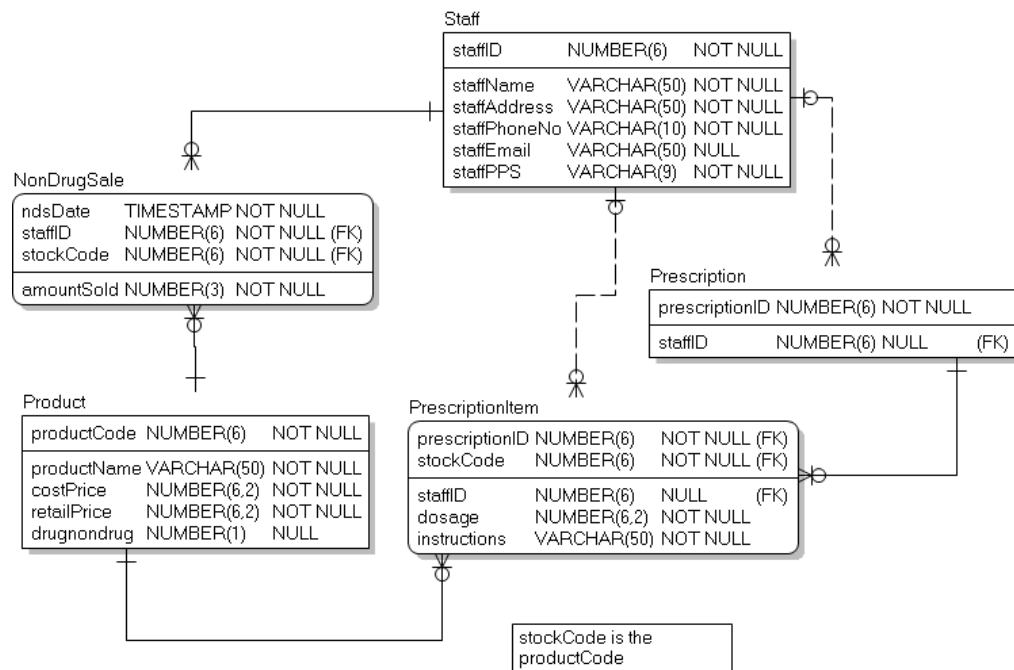 Staff
staffID NUMBER(6) NOT NULL
staffName VARCHAR(50) NOT NULL
staffAddress VARCHAR(50) NOT NULL
staffPhoneNo VARCHAR(10) NOT NULL
staffEmail VARCHAR(50) NULL
staffPPS VARCHAR(9) NOT NULL
NonDrugSale
ndsDate TIMESTAMP NOT NULL
staffID NUMBER(6) NOT NULL (FK)
stockCode NUMBER(6) NOT NULL (FK)
amountSold NUMBER(3) NOT NULL
Prescription
prescriptionID NUMBER(6) NOT NULL
staffID NUMBER(6) NULL (FK)
Product
productCode NUMBER(6) NOT NULL
productName VARCHAR(50) NOT NULL
costPrice NUMBER(6,2) NOT NULL
retailPrice NUMBER(6,2) NOT NULL
drugnondrug NUMBER(1) NULL
PrescriptionItem
prescriptionID NUMBER(6) NOT NULL (FK)
stockCode NUMBER(6) NOT NULL (FK)
staffID NUMBER(6) NULL (FK)
dosage NUMBER(6,2) NOT NULL
instructions VARCHAR(50) NOT NULL
stockCode is the
productCode